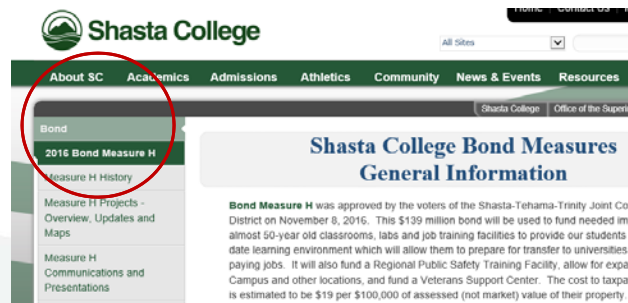 Home Contact Us
Shasta College
All Sites
About SC Academics Admissions Athletics Community News & Events Resources
Shasta College Office of the
Bond
2016 Bond Measure H
Measure H History
Measure H Projects -
Overview, Updates and
Maps
Measure H
Communications and
Presentations
Shasta College Bond Measures
General Information
Bond Measure H was approved by the voters of the Shasta-Tehama-Trinity Joint
District on November 8, 2016. This $139 million bond will be used to fund needed
almost 50-year old classrooms, labs and job training facilities to provide our students
date learning environment which will allow them to prepare for transfer to universities
paying jobs. It will also fund a Regional Public Safety Training Facility, allow for
Campus and other locations, and fund a Veterans Support Center. The cost to
is estimated to be $19 per $100,000 of assessed (not market) value of their property.